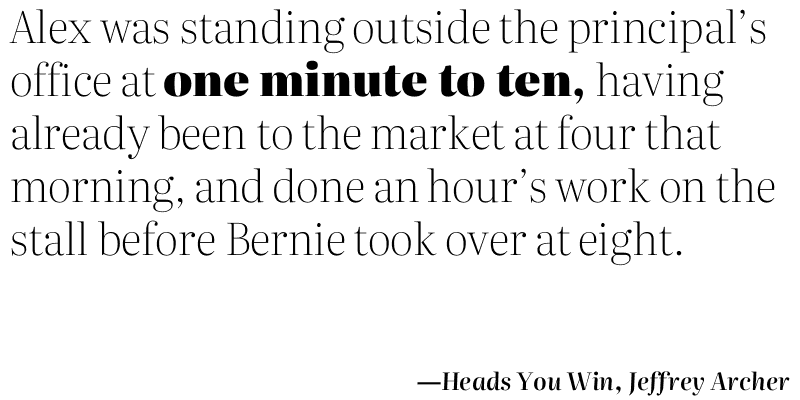 Alex was standing outside the principal’s
office at one minute to ten, having
already been to the market at four that
morning, and done an hour’s work on the
stall before Bernie took over at eight.
—Heads You Win, Jeffrey Archer